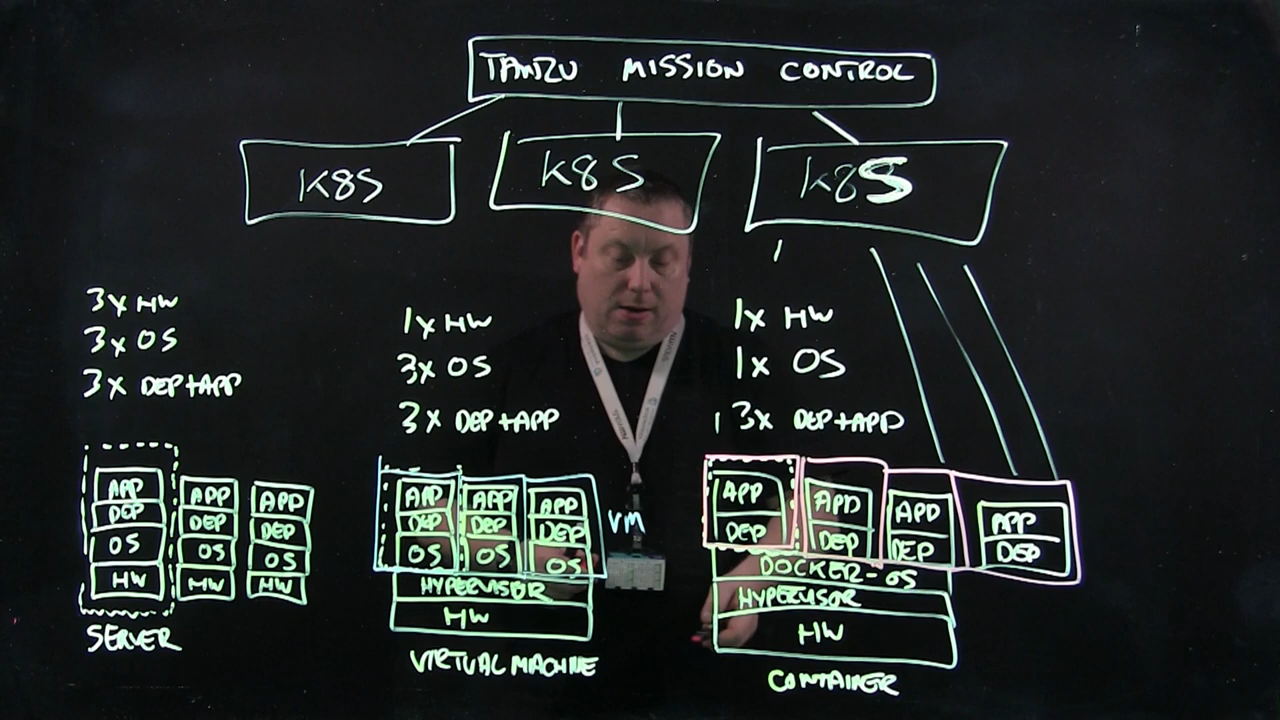 TANZU MISSION CONTROL
K8S
K8S
K8S
3x HW
3x OS
3x DEP+APP
1x HW
3x OS
3x DEP+APP
1x HW
1x OS
3x DEP+APP
APP
DEP
OS
HW
APP
DEP
OS
HW
APP
DEP
OS
HW
SERVER
APP
DEP
OS
APP
DEP
OS
APP
DEP
OS
VM
HYPERVISOR
HW
VIRTUAL MACHINE
APP
DEP
APP
DEP
APP
DEP
APP
DEP
DOCKER-OS
HYPERVISOR
HW
CONTAINER